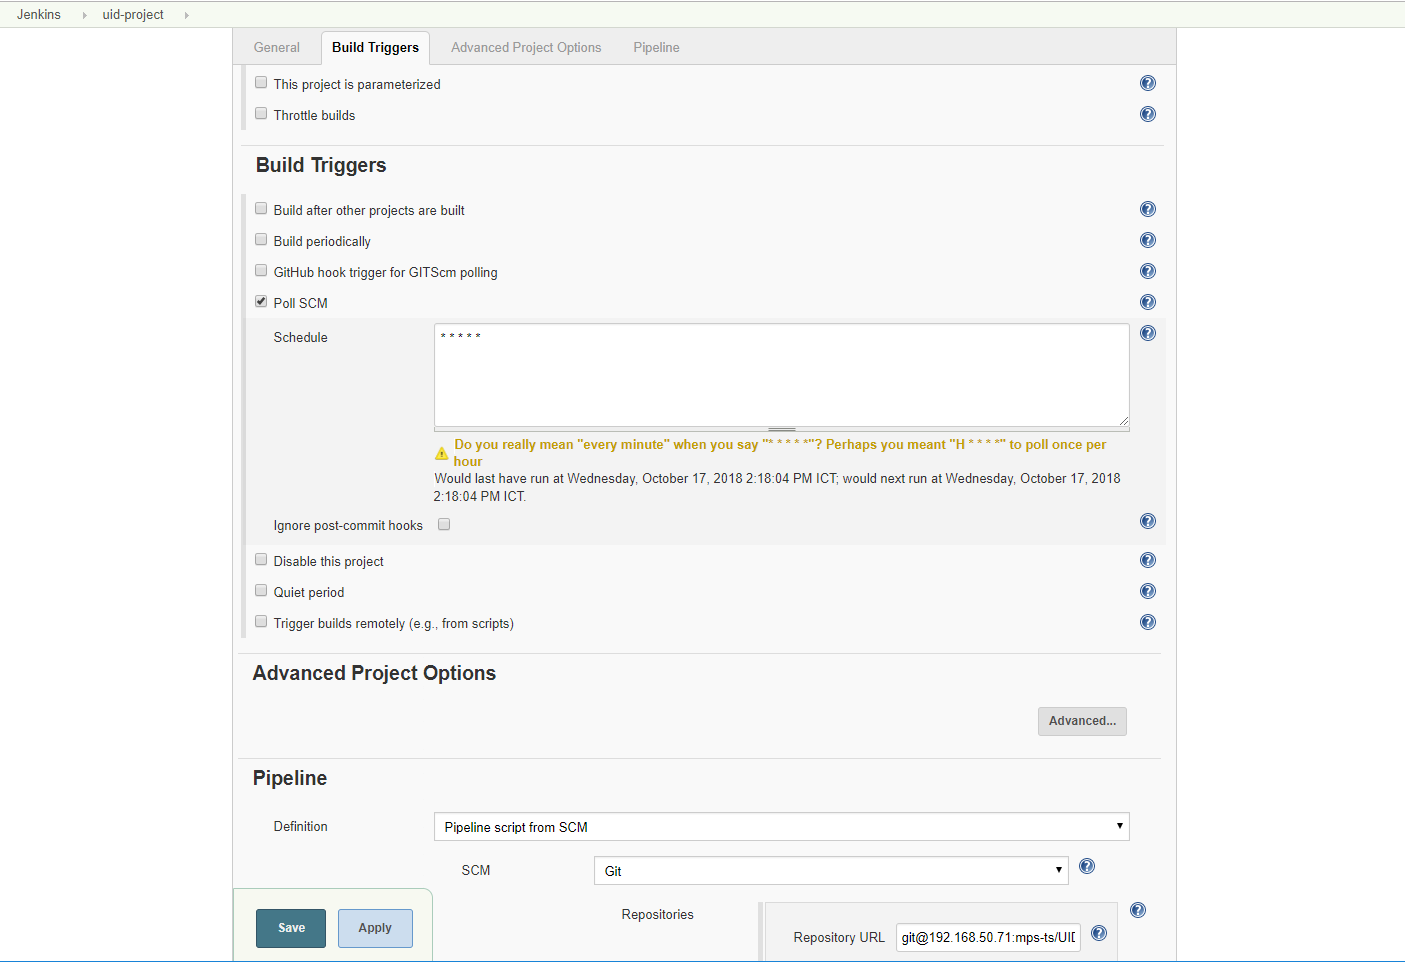 Jenkins uid-project
General Build Triggers Advanced Project Options Pipeline
This project is parameterized
Throttle builds
Build Triggers
Build after other projects are built
Build periodically
GitHub hook trigger for GITScm polling
Poll SCM
Schedule * * * * *
Do you really mean "every minute" when you say "* * * * *"? Perhaps you meant "H * * * *" to poll once per
hour
Would last have run at Wednesday, October 17, 2018 2:18:04 PM ICT; would next run at Wednesday, October 17, 2018
2:18:04 PM ICT.
Ignore post-commit hooks
Disable this project
Quiet period
Trigger builds remotely (e.g., from scripts)
Advanced Project Options
Advanced...
Pipeline
Definition Pipeline script from SCM
SCM Git
Repositories
Save Apply
Repository URL git@192.168.50.71:mps-ts/UID